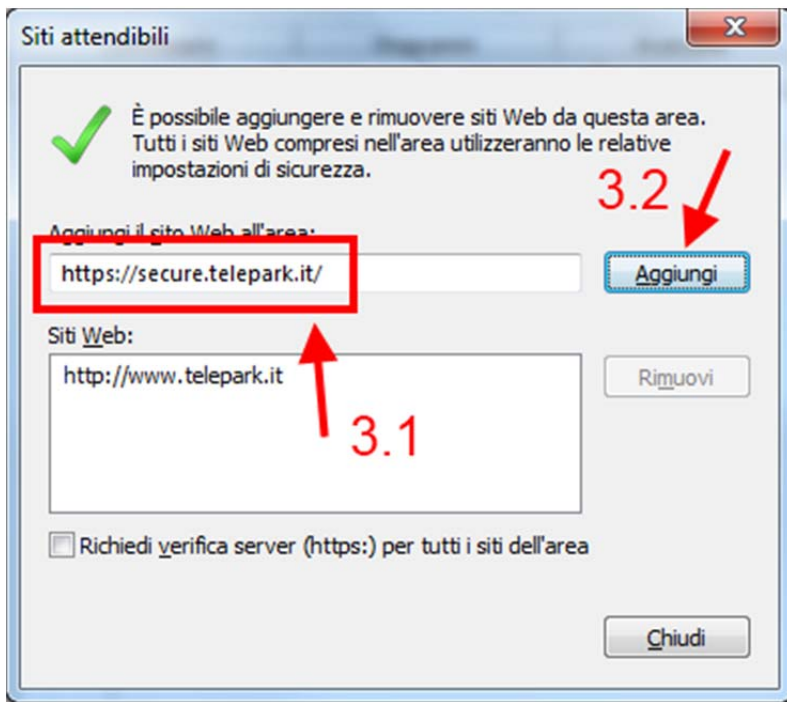 Siti attendibili
È possibile aggiungere e rimuovere siti Web da questa area.
Tutti i siti Web compresi nell'area utilizzeranno le relative
impostazioni di sicurezza.
3.2
Aggiungi il sito Web all'area:
https://secure.telepark.it/
Aggiungi
Siti Web:
http://www.telepark.it
Rimuovi
3.1
Richiedi verifica server (https:) per tutti i siti dell'area
Chiudi